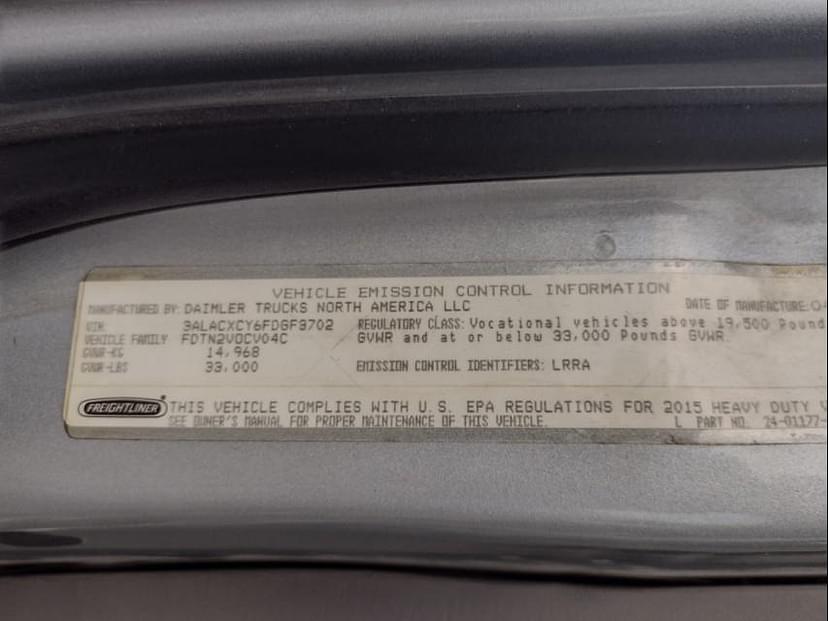 VEHICLE EMISSION CONTROL INFORMATION
MANUFACTURED BY: DAIMLER TRUCKS NORTH AMERICA LLC DATE OF MANUFACTURE:
VIN: 3ALACXCY6FDGF3702 REGULATORY CLASS: Vocational vehicles above 19,500 Pound
VEHICLE FAMILY FDTN2VOCV04C GVWR and at or below 33,000 Pounds GVWR.
GVWR-KG 14,968
GVWR-LBS 33,000 EMISSION CONTROL IDENTIFIERS: LRRA
FREIGHTLINER THIS VEHICLE COMPLIES WITH U.S. EPA REGULATIONS FOR 2015 HEAVY DUTY
SEE OWNER'S MANUAL FOR PROPER MAINTENANCE OF THIS VEHICLE. L PART NO. 24-01177-